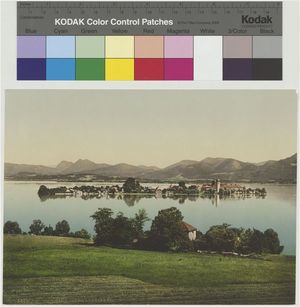 KODAK Color Control Patches
Kodak
Blue Cyan Green Yellow Red Magenta White 3/Color Black